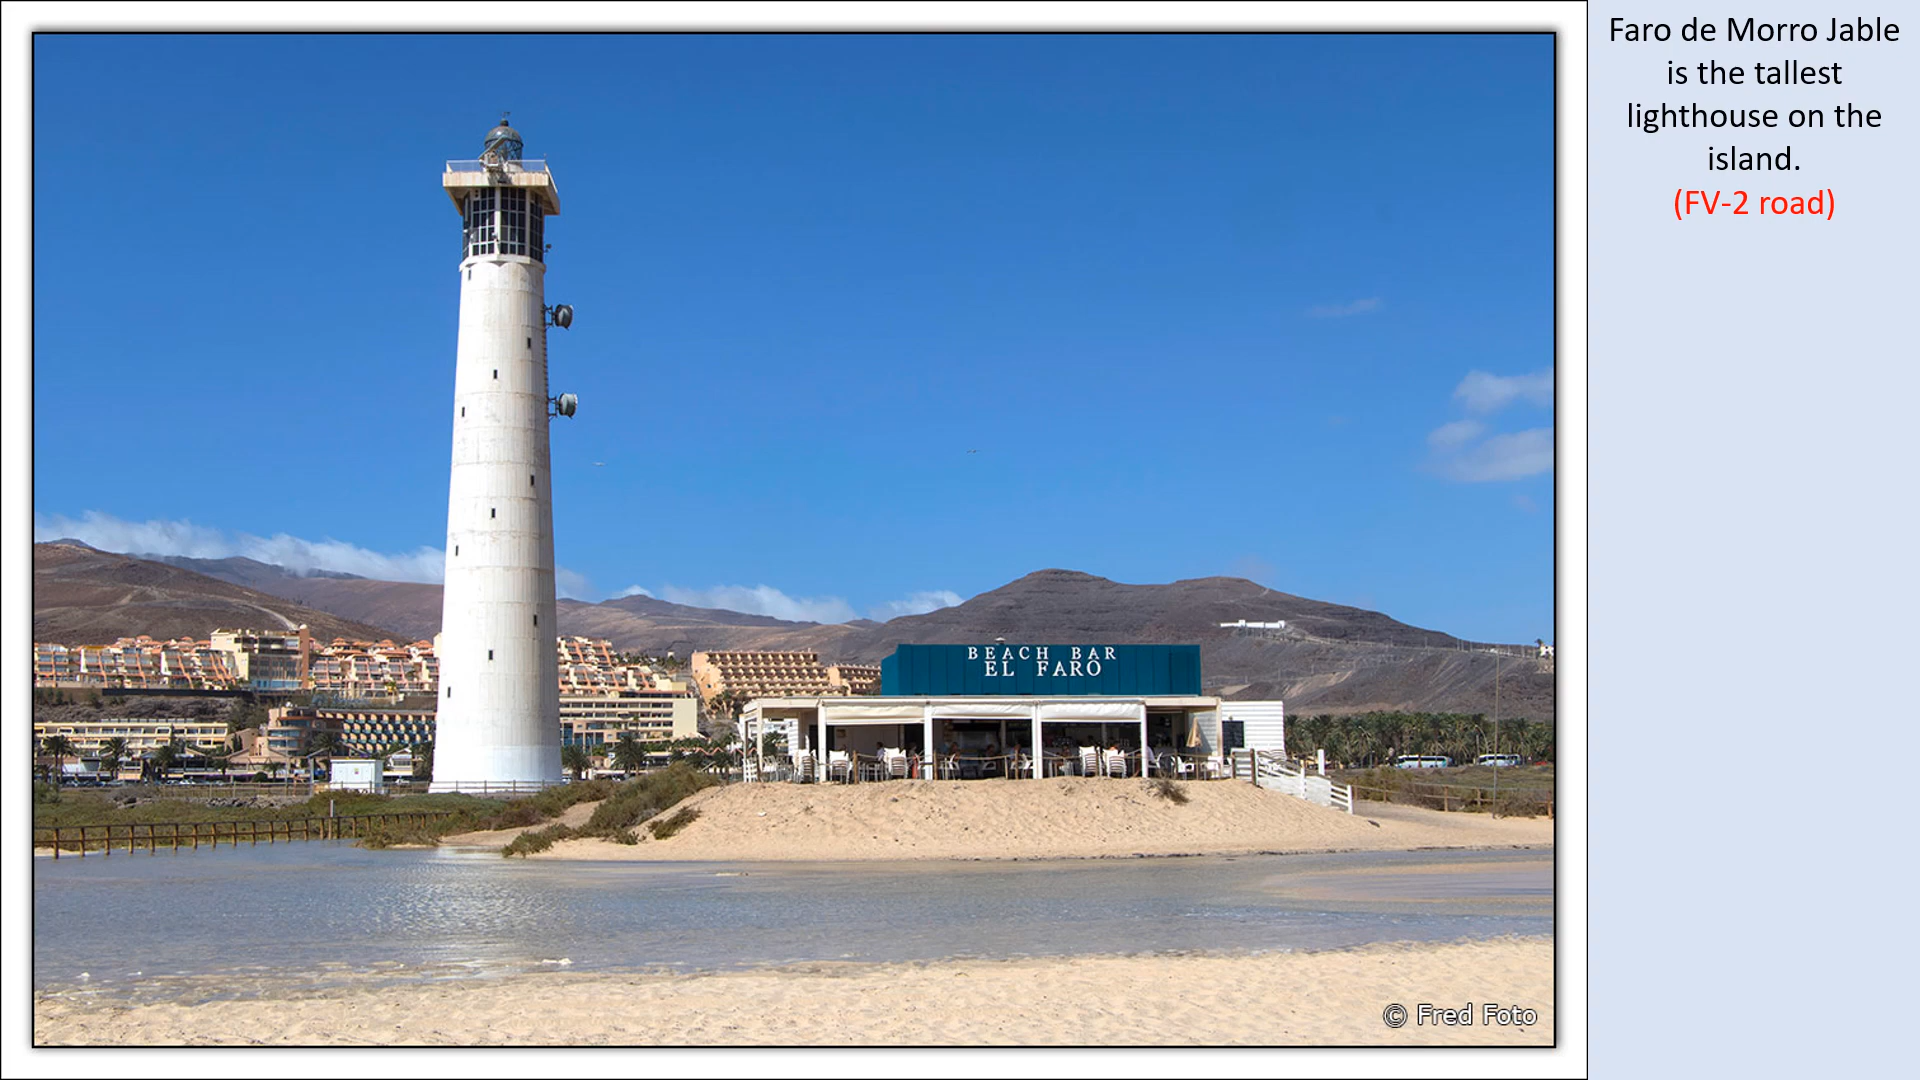 Faro de Morro Jable
is the tallest
lighthouse on the
island.
(FV-2 road)
BEACH BAR
EL FARO
© Fred Foto